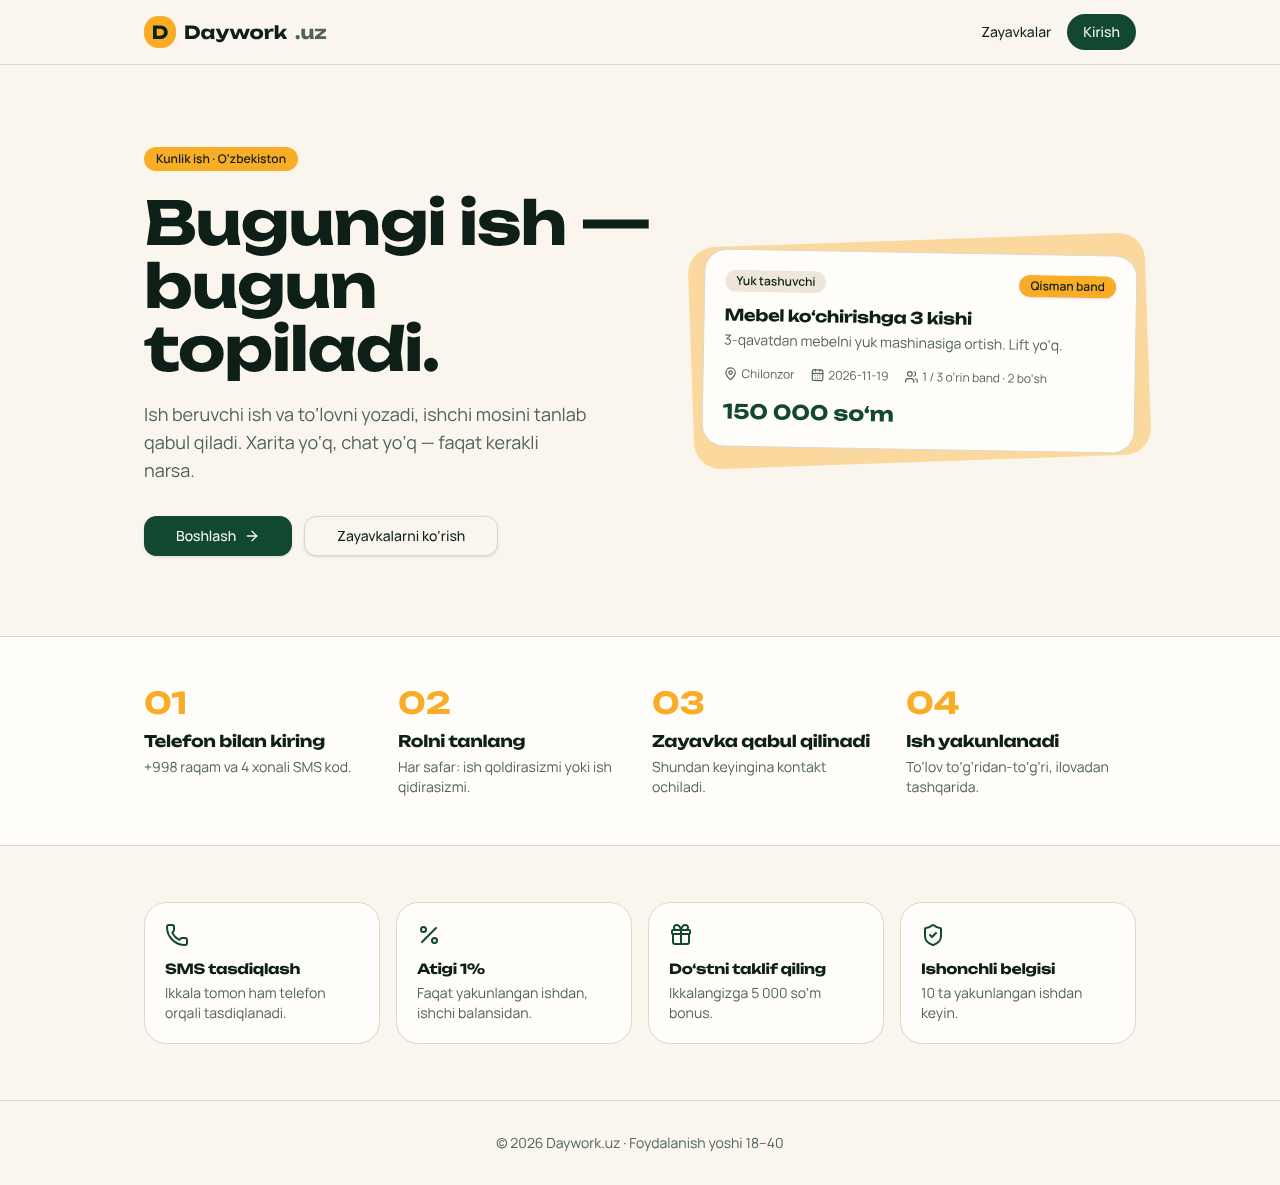 D Daywork .uz
Zayavkalar
Kirish
Kunlik ish · O‘zbekiston
Bugungi ish —
bugun
topiladi.
Ish beruvchi ish va to‘lovni yozadi, ishchi mosini tanlab
qabul qiladi. Xarita yo‘q, chat yo‘q — faqat kerakli
narsa.
Boshlash
Zayavkalarni ko‘rish
Yuk tashuvchi
Qisman band
Mebel ko‘chirishga 3 kishi
3-qavatdan mebelni yuk mashinasiga ortish. Lift yo‘q.
Chilonzor 2026-11-19 1 / 3 o‘rin band · 2 bo‘sh
150 000 so‘m
01
Telefon bilan kiring
+998 raqam va 4 xonali SMS kod.
02
Rolni tanlang
Har safar: ish qoldirasizmi yoki ish
qidirasizmi.
03
Zayavka qabul qilinadi
Shundan keyingina kontakt
ochiladi.
04
Ish yakunlanadi
To‘lov to‘g‘ridan-to‘g‘ri, ilovadan
tashqarida.
SMS tasdiqlash
Ikkala tomon ham telefon
orqali tasdiqlanadi.
Atigi 1%
Faqat yakunlangan ishdan,
ishchi balansidan.
Do‘stni taklif qiling
Ikkalangizga 5 000 so‘m
bonus.
Ishonchli belgisi
10 ta yakunlangan ishdan
keyin.
© 2026 Daywork.uz · Foydalanish yoshi 18–40